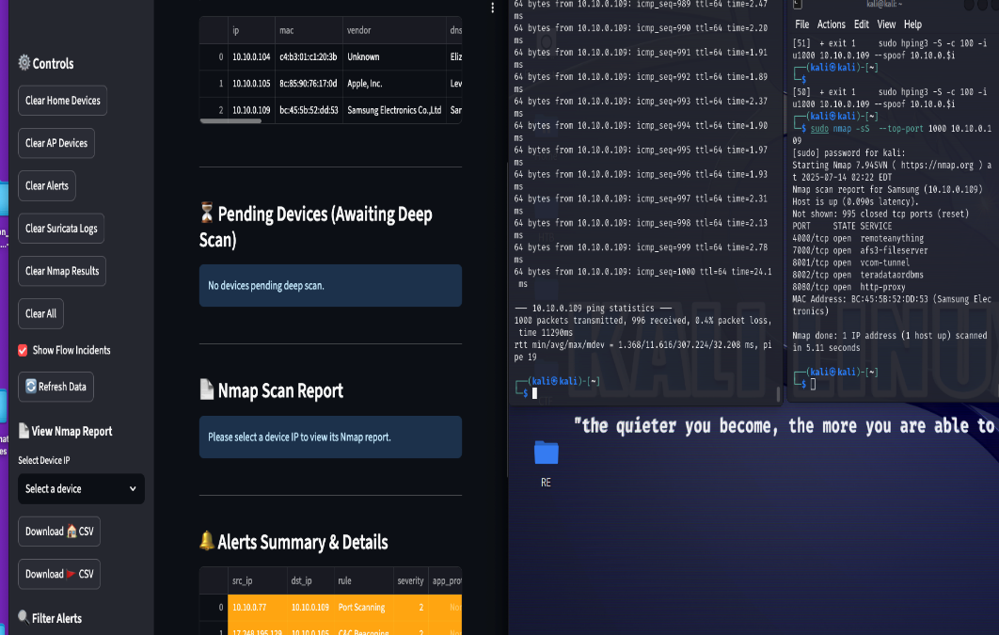 Controls
Clear Home Devices
Clear AP Devices
Clear Alerts
Clear Suricata Logs
Clear Nmap Results
Clear All
Show Flow Incidents
Refresh Data
View Nmap Report
Select Device IP
Select a device
Download CSV
Download CSV
Filter Alerts
ip mac vendor dns
0 10.10.0.104 c4:b3:01:c1:20:3b Unknown Eliz
1 10.10.0.105 8c:85:90:76:17:0d Apple, Inc. Lev
2 10.10.0.109 bc:45:5b:52:dd:53 Samsung Electronics Co.,Ltd Sar
Pending Devices (Awaiting Deep
Scan)
No devices pending deep scan.
Nmap Scan Report
Please select a device IP to view its Nmap report.
Alerts Summary & Details
src_ip dst_ip rule severity app_prot
0 10.10.0.77 10.10.0.109 Port Scanning 2 Nor
1 17.248.195.129 10.10.0.105 C&C Beaconing 2
64 bytes from 10.10.0.109: icmp_seq=989 ttl=64 time=2.47
ms
64 bytes from 10.10.0.109: icmp_seq=990 ttl=64 time=2.20
ms
64 bytes from 10.10.0.109: icmp_seq=991 ttl=64 time=1.91
ms
64 bytes from 10.10.0.109: icmp_seq=992 ttl=64 time=1.89
ms
64 bytes from 10.10.0.109: icmp_seq=993 ttl=64 time=2.37
ms
64 bytes from 10.10.0.109: icmp_seq=994 ttl=64 time=1.90
ms
64 bytes from 10.10.0.109: icmp_seq=995 ttl=64 time=1.97
ms
64 bytes from 10.10.0.109: icmp_seq=996 ttl=64 time=1.93
ms
64 bytes from 10.10.0.109: icmp_seq=997 ttl=64 time=2.31
ms
64 bytes from 10.10.0.109: icmp_seq=998 ttl=64 time=2.13
ms
64 bytes from 10.10.0.109: icmp_seq=999 ttl=64 time=2.78
ms
64 bytes from 10.10.0.109: icmp_seq=1000 ttl=64 time=24.1
ms
— 10.10.0.109 ping statistics —
1000 packets transmitted, 996 received, 0.4% packet loss,
time 11290ms
rtt min/avg/max/mdev = 1.368/11.616/307.224/32.208 ms, pi
pe 19
(kali㉿kali)-[~]
$
kali@kali: ~
File Actions Edit View Help
[51] + exit 1 sudo hping3 -S -c 100 -i
u1000 10.10.0.109 --spoof 10.10.0.$i
(kali㉿kali)-[~]
$
[50] + exit 1 sudo hping3 -S -c 100 -i
u1000 10.10.0.109 --spoof 10.10.0.$i
(kali㉿kali)-[~]
$ sudo nmap -sS --top-port 1000 10.10.0.1
09
[sudo] password for kali:
Starting Nmap 7.94SVN ( https://nmap.org ) a
t 2025-07-14 02:22 EDT
Nmap scan report for Samsung (10.10.0.109)
Host is up (0.090s latency).
Not shown: 995 closed tcp ports (reset)
PORT STATE SERVICE
4000/tcp open remoteanything
7000/tcp open afs3-fileserver
8001/tcp open vcom-tunnel
8002/tcp open teradataordbms
8080/tcp open http-proxy
MAC Address: BC:45:5B:52:DD:53 (Samsung Elec
tronics)
Nmap done: 1 IP address (1 host up) scanned
in 5.11 seconds
(kali㉿kali)-[~]
$
KALI LINU
"the quieter you become, the more you are able to
RE